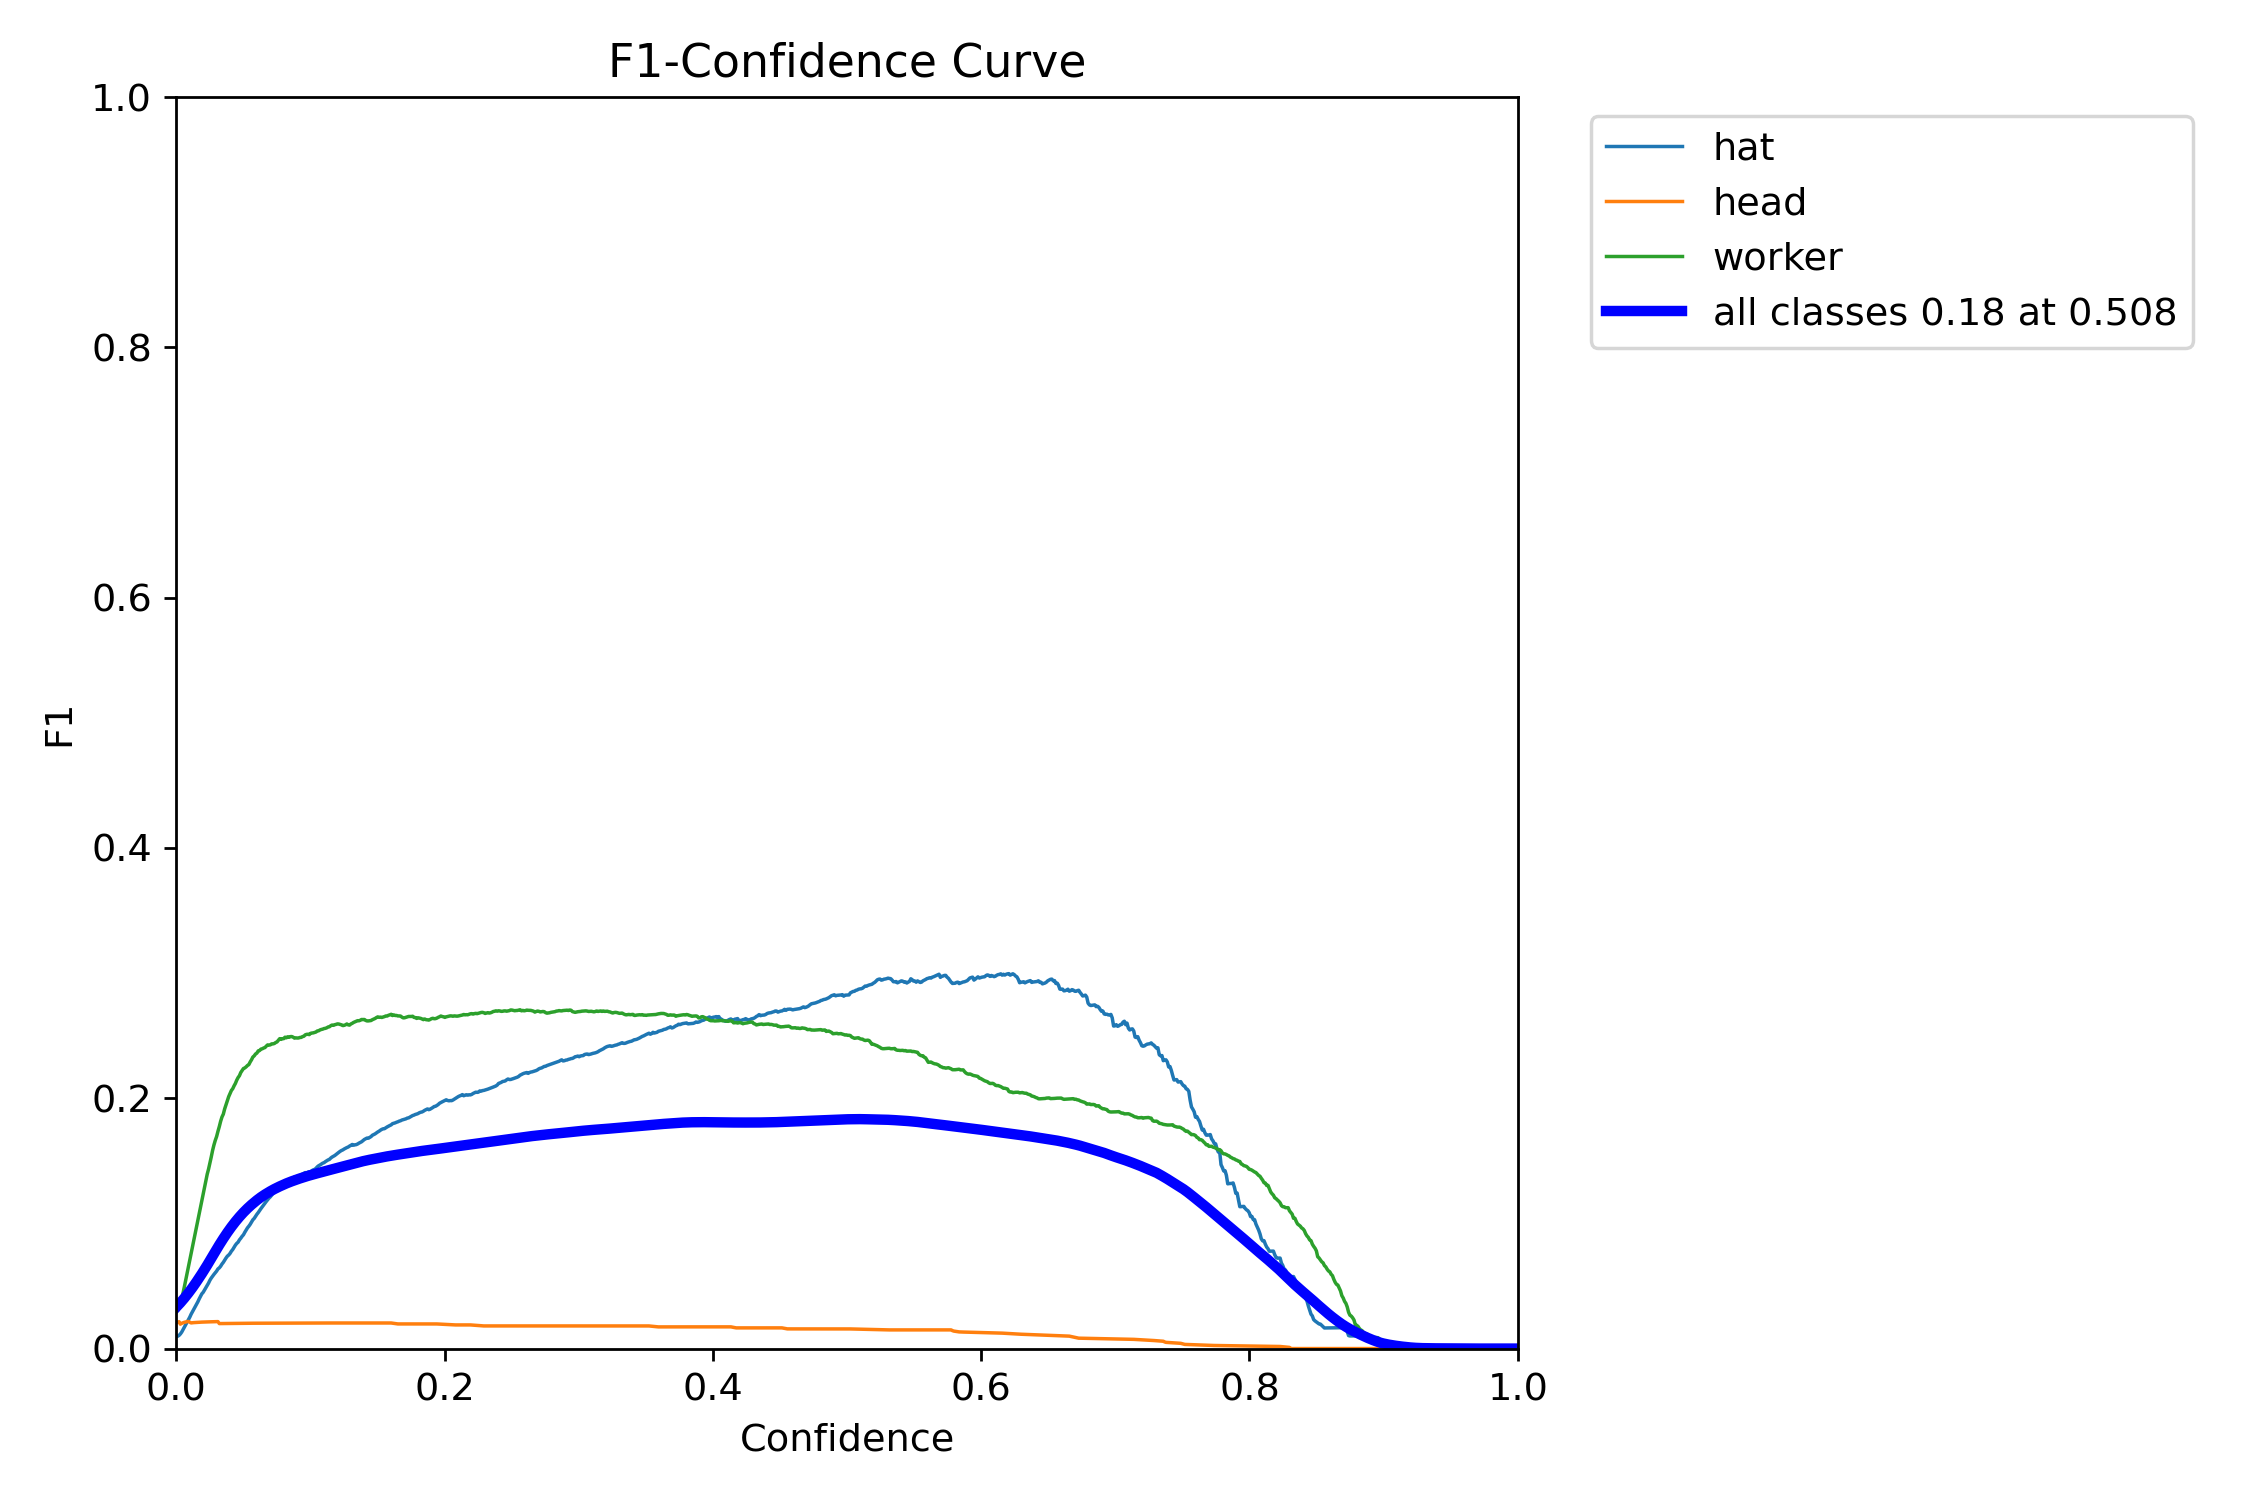 F1-Confidence Curve
1.0
0.8
0.6
0.4
0.2
0.0
F1
0.0 0.2 0.4 0.6 0.8 1.0
Confidence
hat
head
worker
all classes 0.18 at 0.508